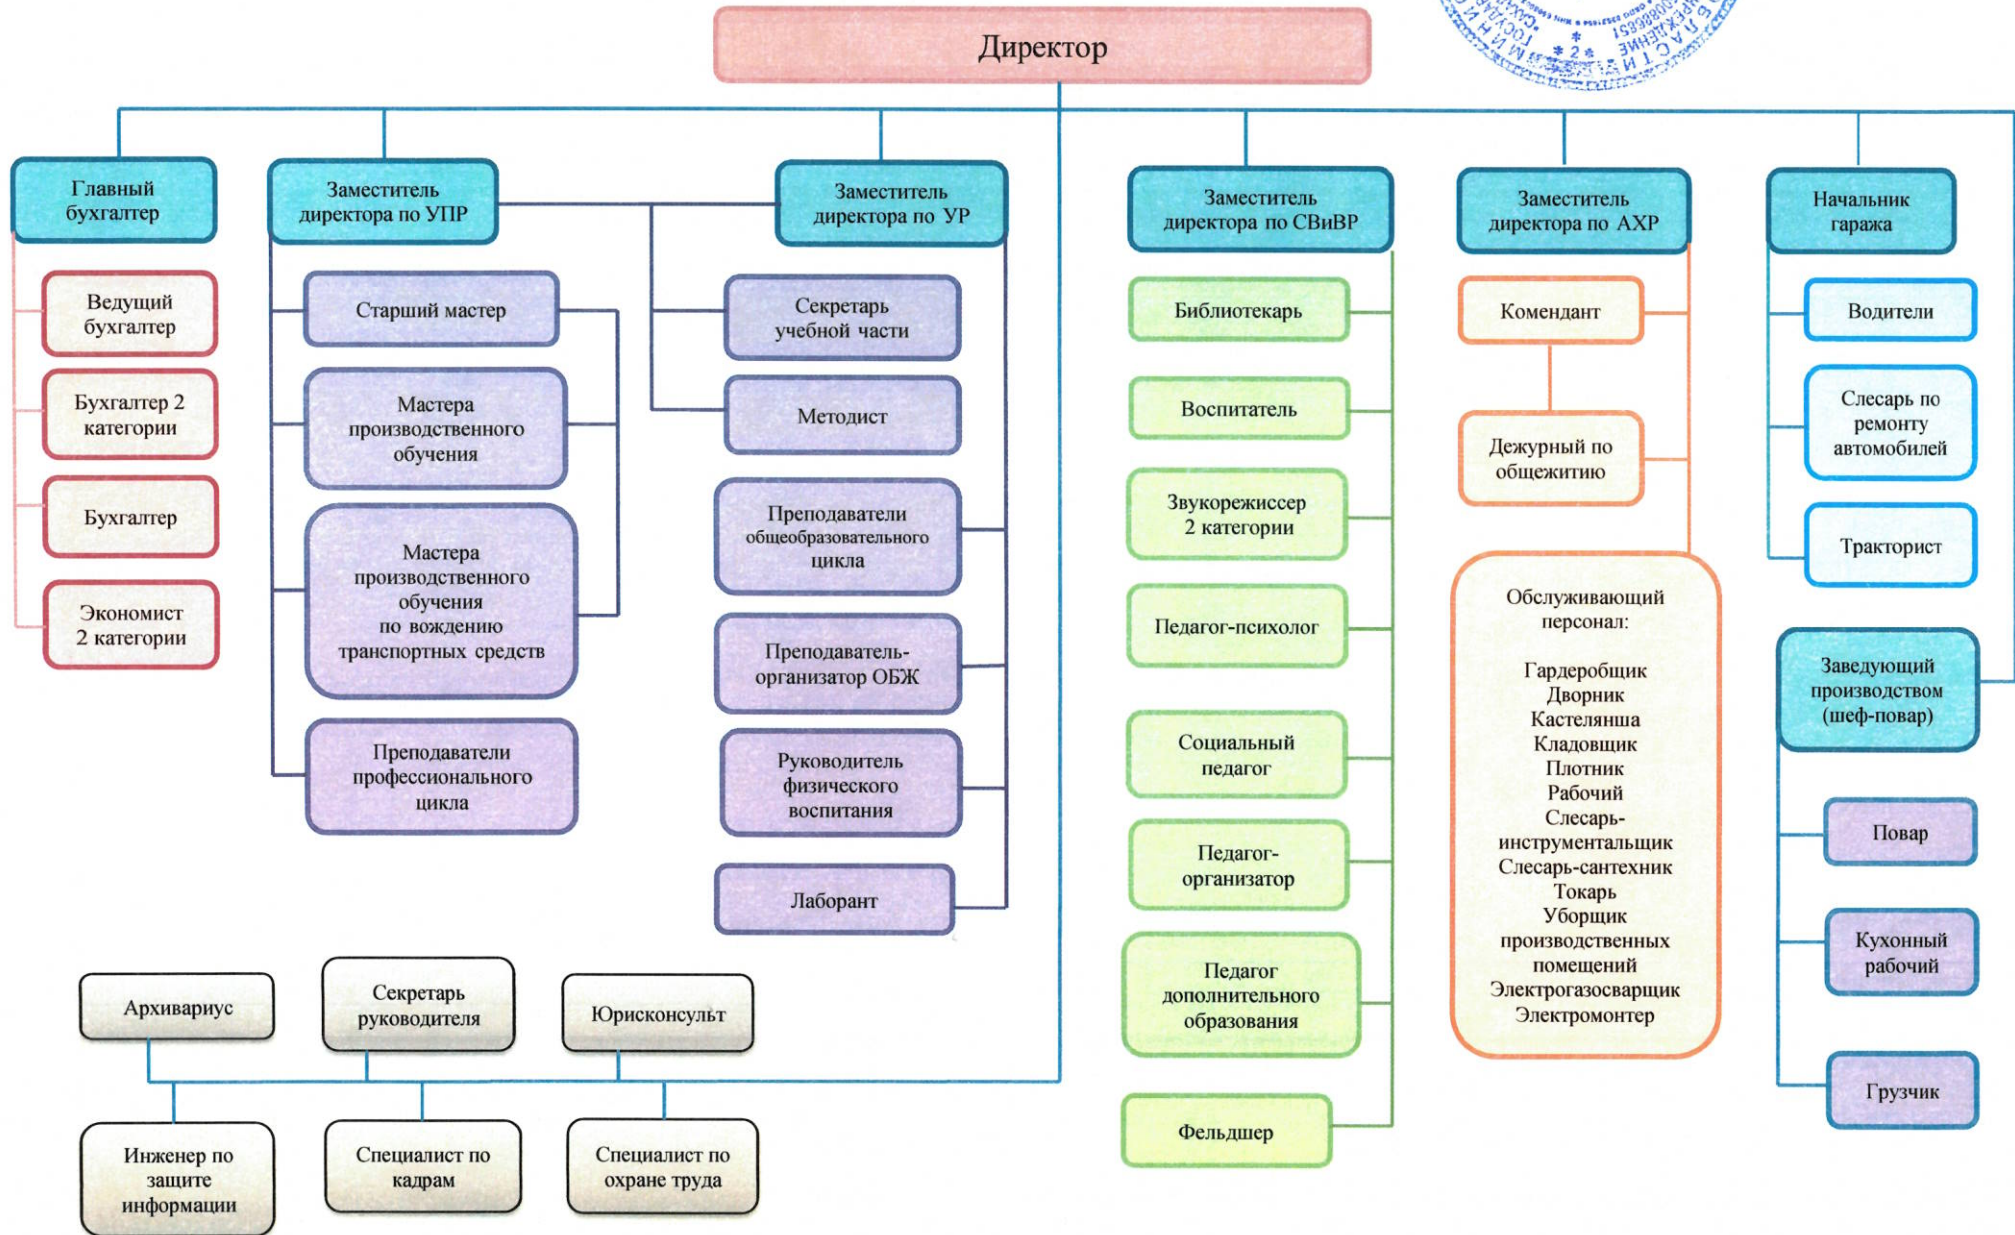 Директор
ОБЛАСТИ
МИНИС
ГОСУДАР
*2*
Главный
бухгалтер
Ведущий
бухгалтер
Бухгалтер 2
категории
Бухгалтер
Экономист
2 категории
Заместитель
директора по УПР
Старший мастер
Мастера
производственного
обучения
Мастера
производственного
обучения
по вождению
транспортных средств
Преподаватели
профессионального
цикла
Заместитель
директора по УР
Секретарь
учебной части
Методист
Преподаватели
общеобразовательного
цикла
Преподаватель-
организатор ОБЖ
Руководитель
физического
воспитания
Лаборант
Заместитель
директора по СВиВР
Библиотекарь
Воспитатель
Звукорежиссер
2 категории
Педагог-психолог
Социальный
педагог
Педагог-
организатор
Педагог
дополнительного
образования
Фельдшер
Заместитель
директора по АХР
Комендант
Дежурный по
общежитию
Обслуживающий
персонал:
Гардеробщик
Дворник
Кастелянша
Кладовщик
Плотник
Рабочий
Слесарь-
инструментальщик
Слесарь-сантехник
Токарь
Уборщик
производственных
помещений
Электрогазосварщик
Электромонтер
Начальник
гаража
Водители
Слесарь по
ремонту
автомобилей
Тракторист
Заведующий
производством
(шеф-повар)
Повар
Кухонный
рабочий
Грузчик
Архивариус
Секретарь
руководителя
Юрисконсульт
Инженер по
защите
информации
Специалист по
кадрам
Специалист по
охране труда